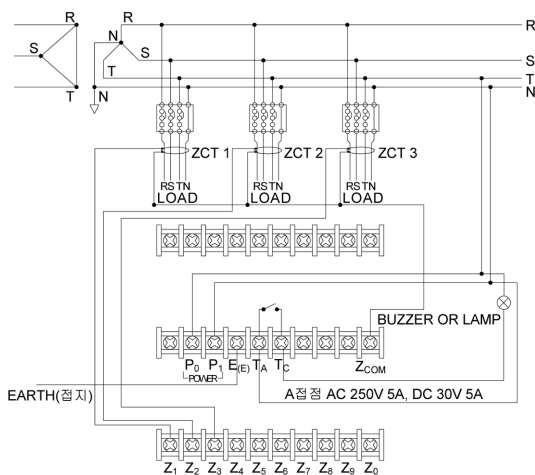 R
R
R
N
S
S
S
T
T
T
N
N
ZCT 1
ZCT 2
ZCT 3
RSTN
RSTN
RSTN
LOAD
LOAD
LOAD
BUZZER OR LAMP
P0 P1 E(E) TA TC ZCOM
POWER
EARTH(접지)
A접점 AC 250V 5A, DC 30V 5A
Z1 Z2 Z3 Z4 Z5 Z6 Z7 Z8 Z9 Z0